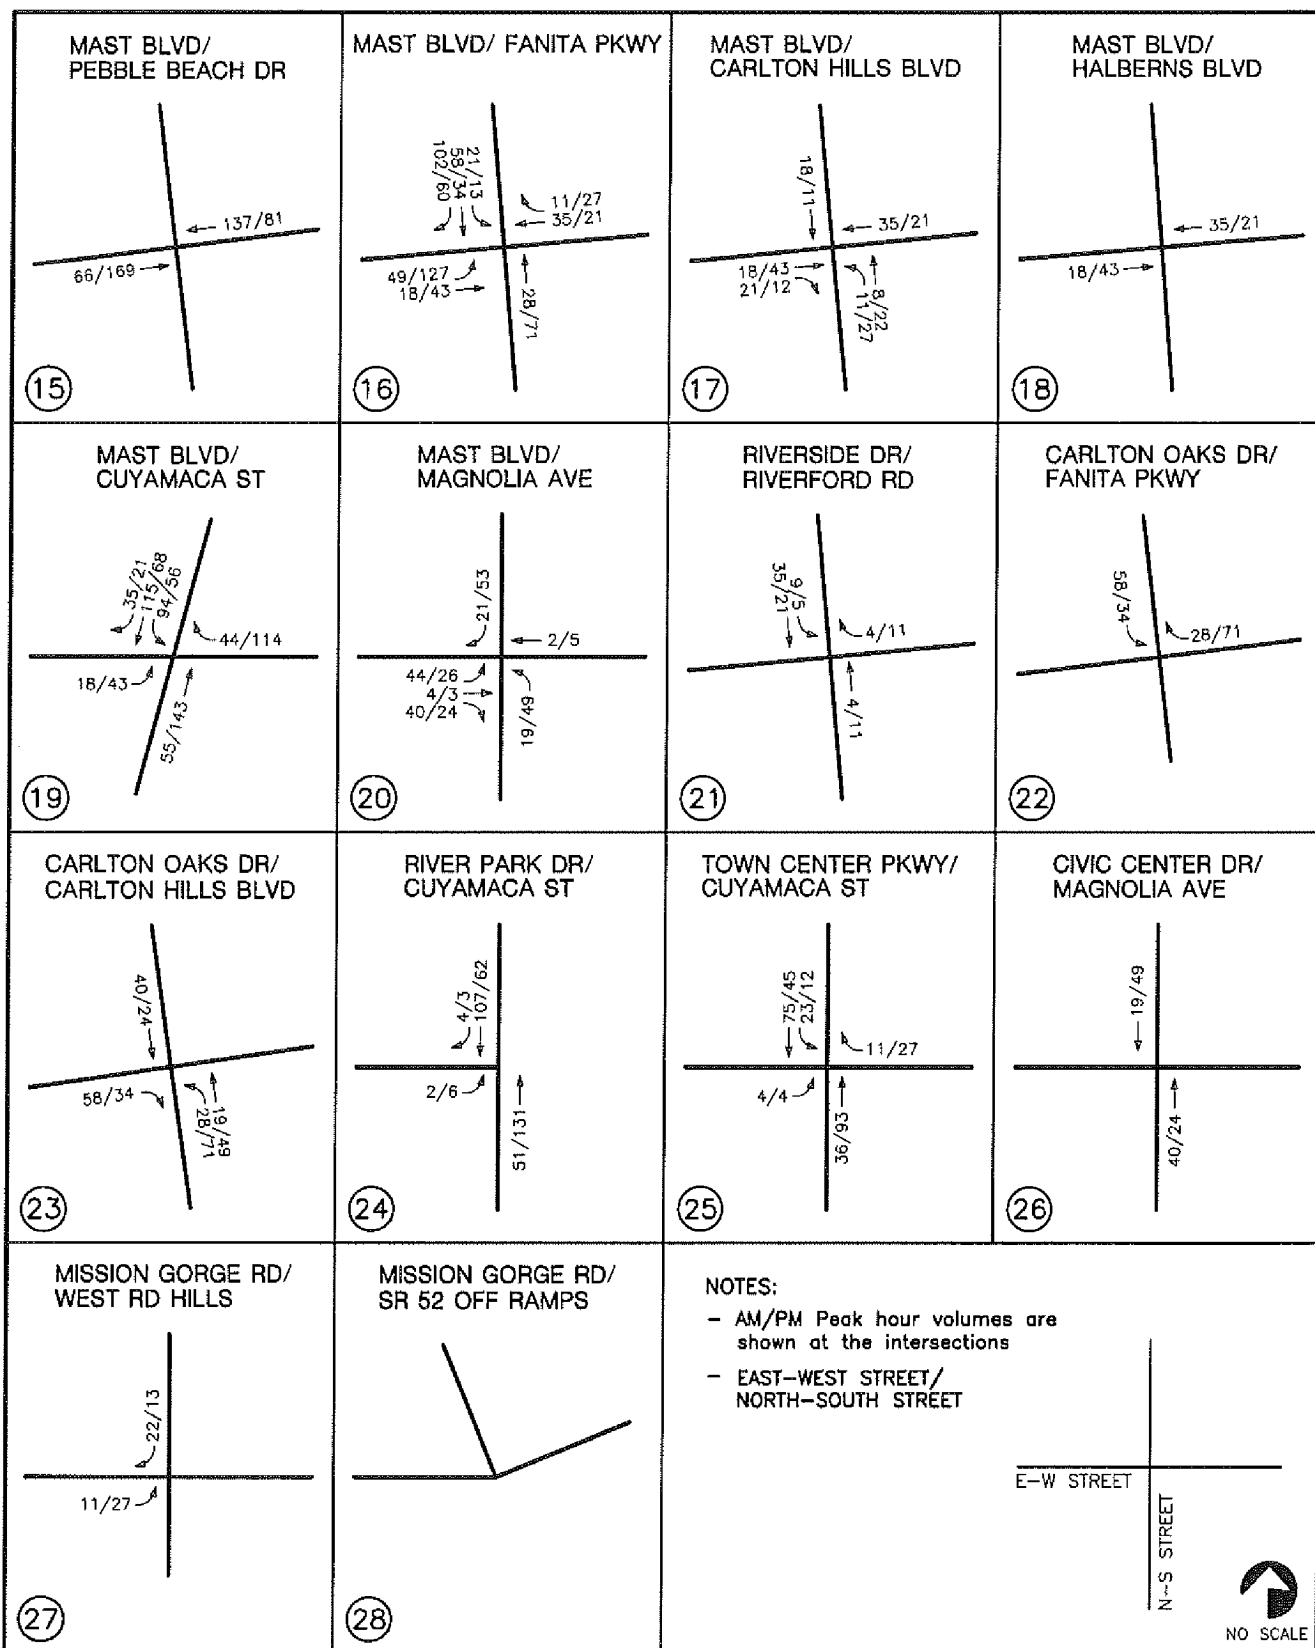 MAST BLVD/
PEBBLE BEACH DR
137/81
66/169
15
MAST BLVD/ FANITA PKWY
102/60
58/34
21/13
11/27
35/21
49/127
18/43
28/71
16
MAST BLVD/
CARLTON HILLS BLVD
18/11
35/21
18/43
21/12
11/27
8/22
17
MAST BLVD/
HALBERNS BLVD
35/21
18/43
18
MAST BLVD/
CUYAMACA ST
35/21
115/68
94/56
44/114
18/43
55/143
19
MAST BLVD/
MAGNOLIA AVE
21/53
2/5
44/26
4/3
40/24
19/49
20
RIVERSIDE DR/
RIVERFORD RD
35/21
9/5
4/11
4/11
21
CARLTON OAKS DR/
FANITA PKWY
58/34
28/71
22
CARLTON OAKS DR/
CARLTON HILLS BLVD
40/24
58/34
28/71
19/49
23
RIVER PARK DR/
CUYAMACA ST
4/3
107/62
2/6
51/131
24
TOWN CENTER PKWY/
CUYAMACA ST
75/45
23/12
11/27
4/4
36/93
25
CIVIC CENTER DR/
MAGNOLIA AVE
19/49
40/24
26
MISSION GORGE RD/
WEST RD HILLS
22/13
11/27
27
MISSION GORGE RD/
SR 52 OFF RAMPS
28
NOTES:
- AM/PM Peak hour volumes are
shown at the intersections
- EAST-WEST STREET/
NORTH-SOUTH STREET
E-W STREET
N-S STREET
NO SCALE